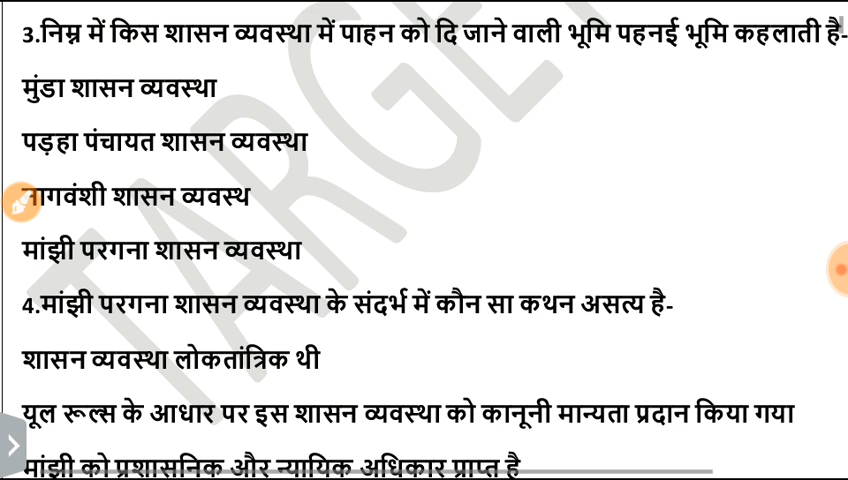 3.निम्न में किस शासन व्यवस्था में पाहन को दि जाने वाली भूमि पहनई भूमि कहलाती है-
मुंडा शासन व्यवस्था
पड़हा पंचायत शासन व्यवस्था
नागवंशी शासन व्यवस्थ
मांझी परगना शासन व्यवस्था
4.मांझी परगना शासन व्यवस्था के संदर्भ में कौन सा कथन असत्य है-
शासन व्यवस्था लोकतांत्रिक थी
यूल रूल्स के आधार पर इस शासन व्यवस्था को कानूनी मान्यता प्रदान किया गया
मांझी को प्रशासनिक और न्यायिक अधिकार प्राप्त है
TARGET